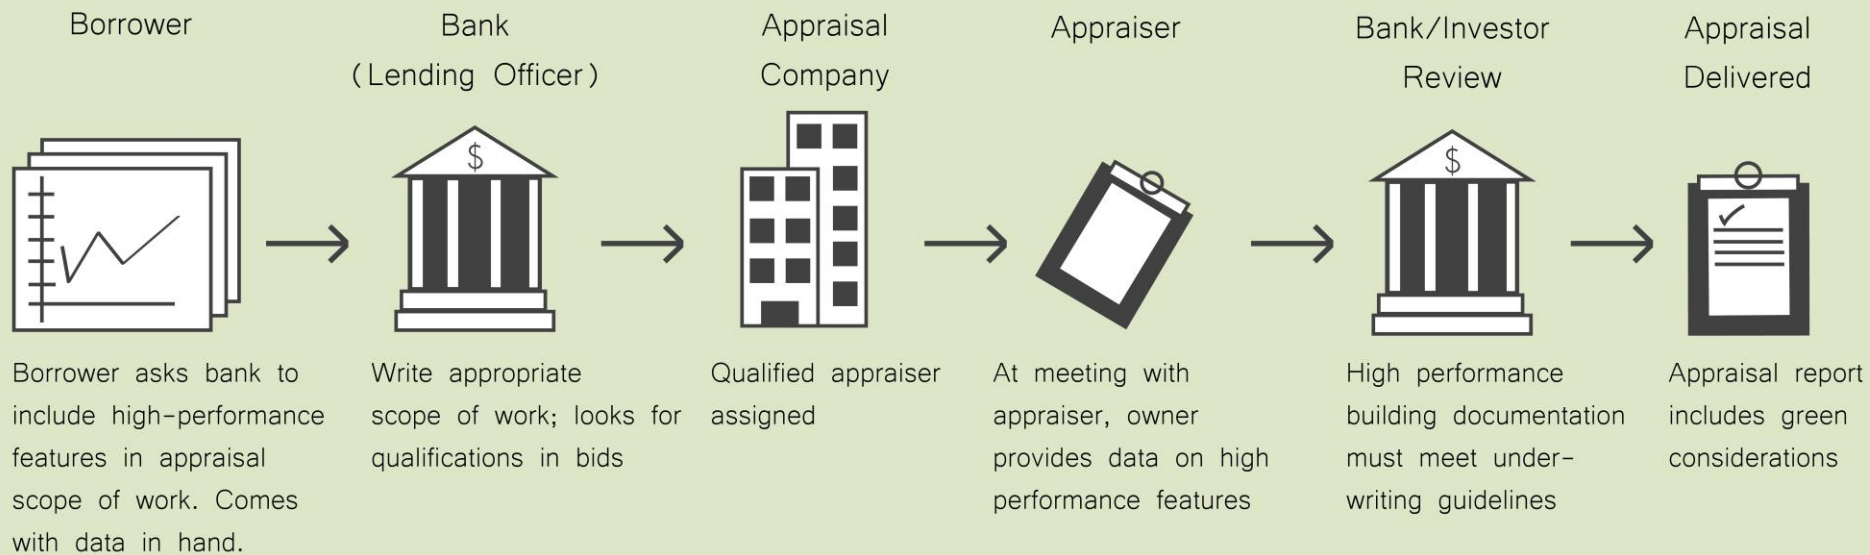 Borrower
Bank
(Lending Officer)
Appraisal
Company
Appraiser
Bank/Investor
Review
Appraisal
Delivered
$
$
Borrower asks bank to
include high-performance
features in appraisal
scope of work. Comes
with data in hand.
Write appropriate
scope of work; looks for
qualifications in bids
Qualified appraiser
assigned
At meeting with
appraiser, owner
provides data on high
performance features
High performance
building documentation
must meet under-
writing guidelines
Appraisal report
includes green
considerations